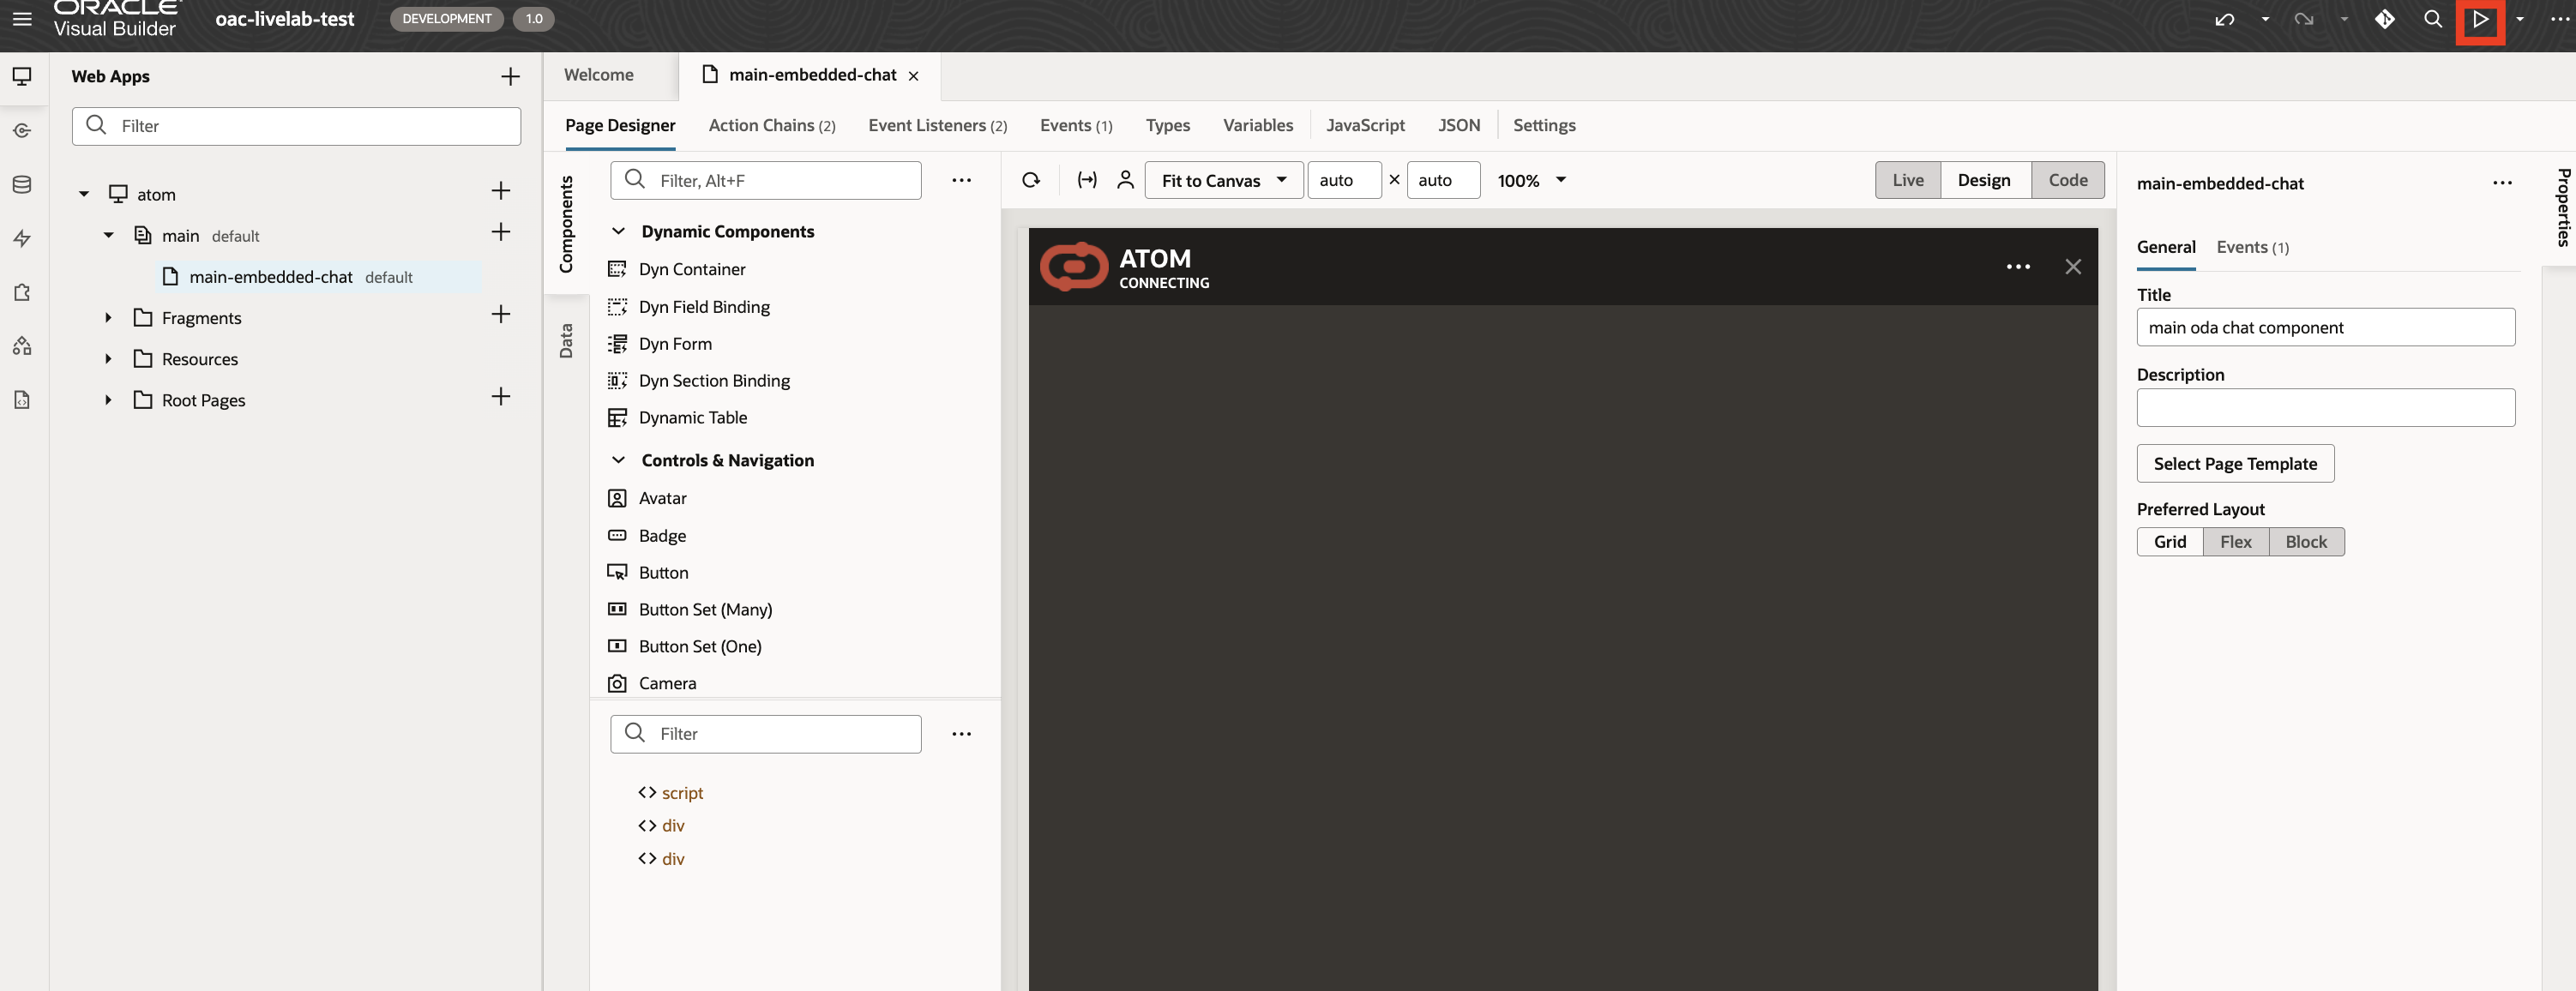 ORACLE
Visual Builder
oac-livelab-test
DEVELOPMENT
1.0
Web Apps
Filter
atom
main default
main-embedded-chat default
Fragments
Resources
Root Pages
Welcome
main-embedded-chat
Page Designer
Action Chains (2)
Event Listeners (2)
Events (1)
Types
Variables
JavaScript
JSON
Settings
Components
Data
Filter, Alt+F
Dynamic Components
Dyn Container
Dyn Field Binding
Dyn Form
Dyn Section Binding
Dynamic Table
Controls & Navigation
Avatar
Badge
Button
Button Set (Many)
Button Set (One)
Camera
Filter
<> script
<> div
<> div
Fit to Canvas
auto
×
auto
100%
Live
Design
Code
ATOM
CONNECTING
main-embedded-chat
Properties
General
Events (1)
Title
main oda chat component
Description
Select Page Template
Preferred Layout
Grid
Flex
Block